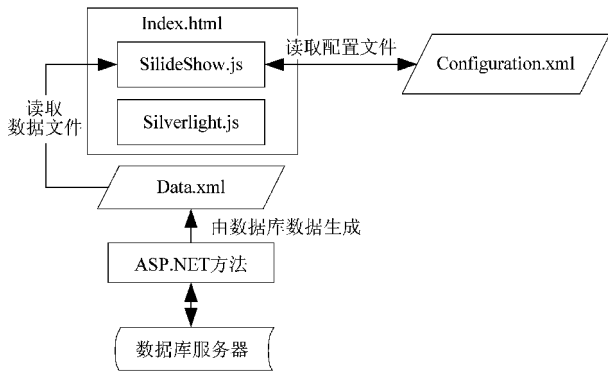 Index.html
SilideShow.js
读取配置文件
Configuration.xml
读取
数据文件
Silverlight.js
Data.xml
由数据库数据生成
ASP.NET方法
数据库服务器